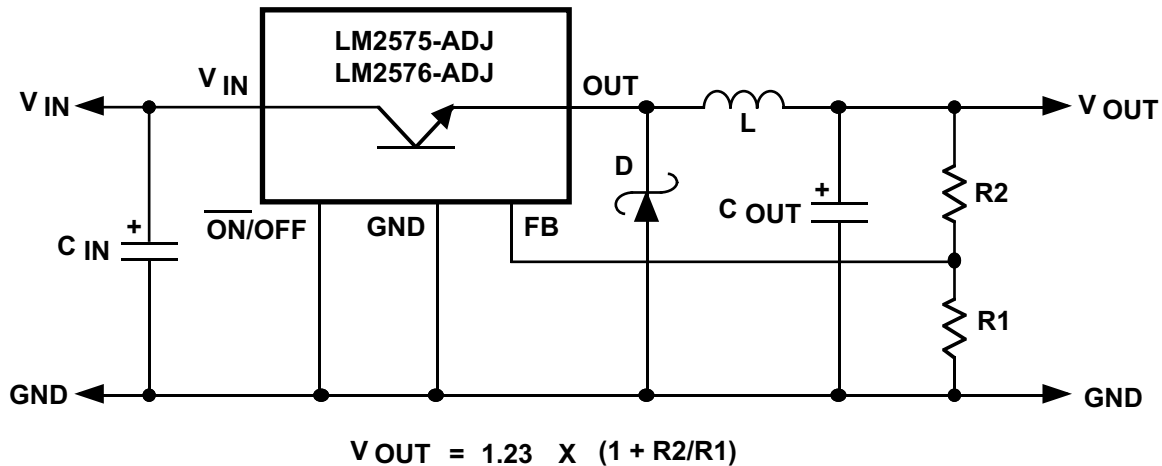 LM2575-ADJ
LM2576-ADJ
V IN
OUT
V IN
V OUT
L
D
R2
+
C OUT
ON/OFF
GND
FB
+
C IN
R1
GND
GND
V OUT = 1.23 X (1 + R2/R1)